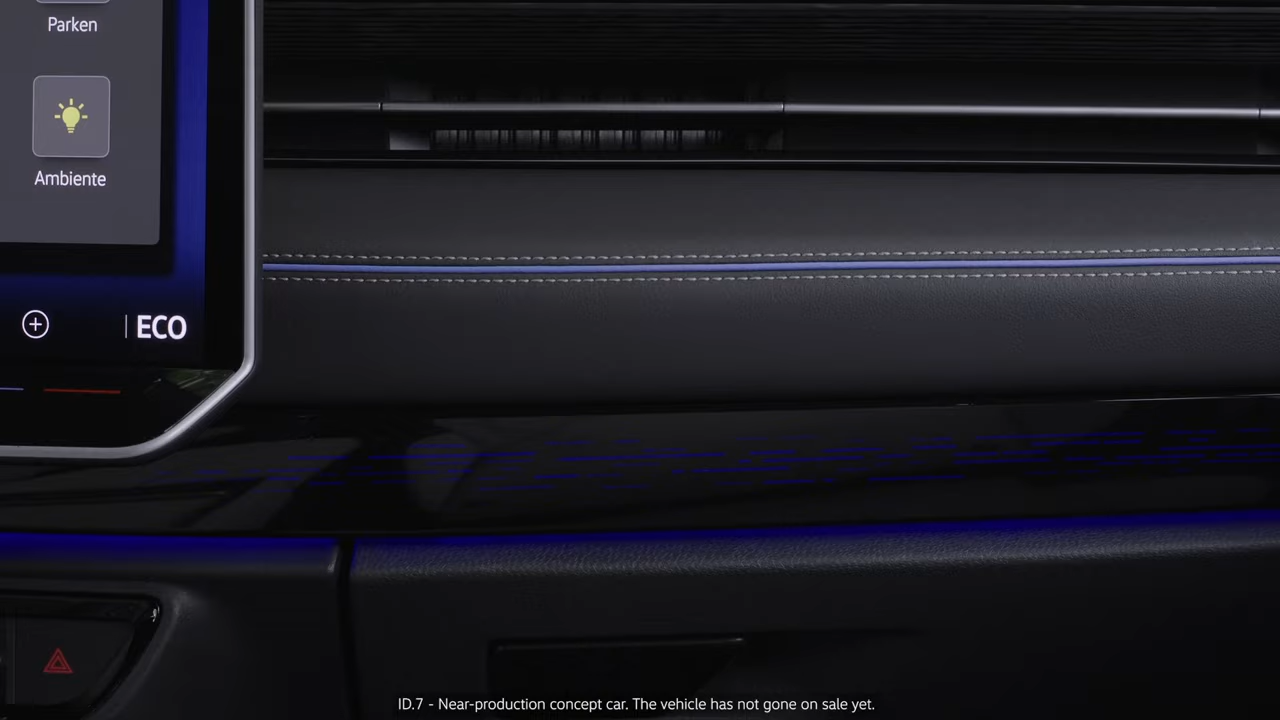 Parken
Ambiente
ECO
ID.7 - Near-production concept car. The vehicle has not gone on sale yet.